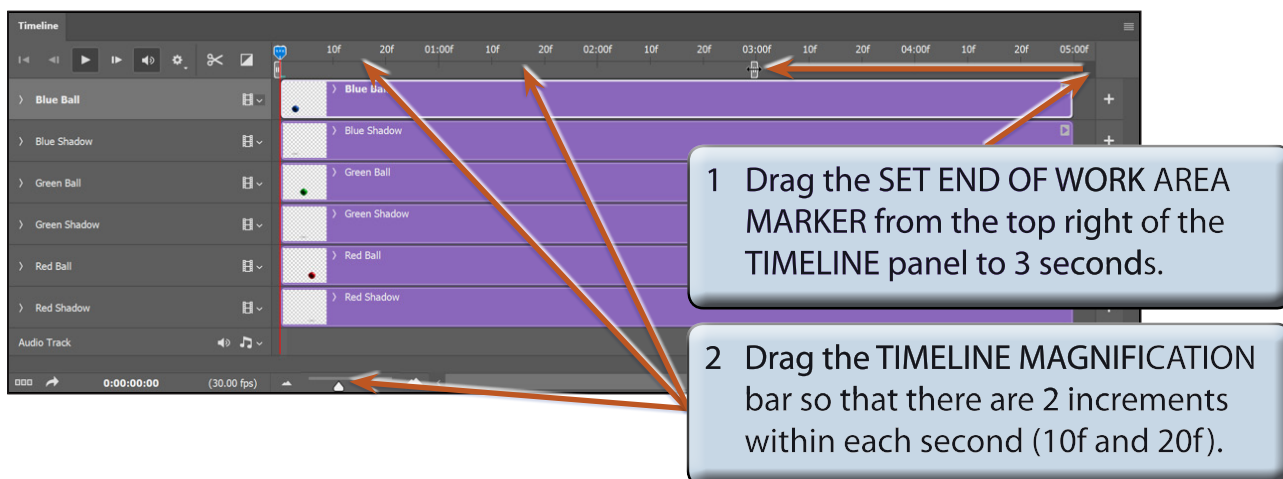 Timeline
10f 20f 01:00f 10f 20f 02:00f 10f 20f 03:00f 10f 20f 04:00f 10f 20f 05:00f
Blue Ball
Blue Shadow
Blue Shadow
Green Ball
Green Ball
Green Shadow
Green Shadow
Red Ball
Red Ball
Red Shadow
Red Shadow
Audio Track
0:00:00:00 (30.00 fps)
1 Drag the SET END OF WORK AREA
MARKER from the top right of the
TIMELINE panel to 3 seconds.
2 Drag the TIMELINE MAGNIFICATION
bar so that there are 2 increments
within each second (10f and 20f).